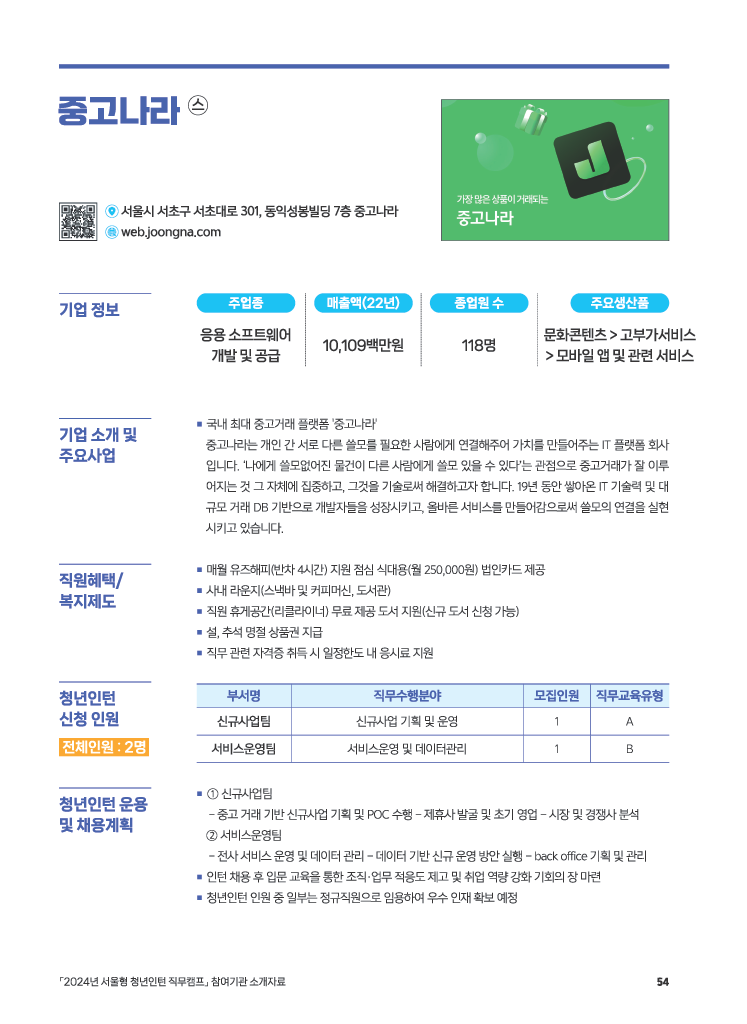 중고나라 ㉦
가장 많은 상품이 거래되는
중고나라
서울시 서초구 서초대로 301, 동익성봉빌딩 7층 중고나라
web.joongna.com
기업 정보
주업종 매출액(22년) 종업원 수 주요생산품
응용 소프트웨어 개발 및 공급 10,109백만원 118명 문화콘텐츠 > 고부가서비스 > 모바일 앱 및 관련 서비스
기업 소개 및
주요사업
▪ 국내 최대 중고거래 플랫폼 '중고나라'
중고나라는 개인 간 서로 다른 쓸모를 필요한 사람에게 연결해주어 가치를 만들어주는 IT 플랫폼 회사
입니다. '나에게 쓸모없어진 물건이 다른 사람에게 쓸모 있을 수 있다'는 관점으로 중고거래가 잘 이루
어지는 것 그 자체에 집중하고, 그것을 기술로써 해결하고자 합니다. 19년 동안 쌓아온 IT 기술력 및 대
규모 거래 DB 기반으로 개발자들을 성장시키고, 올바른 서비스를 만들어감으로써 쓸모의 연결을 실현
시키고 있습니다.
직원혜택/
복지제도
▪ 매월 유즈해피(반차 4시간) 지원 점심 식대용(월 250,000원) 법인카드 제공
▪ 사내 라운지(스낵바 및 커피머신, 도서관)
▪ 직원 휴게공간(리클라이너) 무료 제공 도서 지원(신규 도서 신청 가능)
▪ 설, 추석 명절 상품권 지급
▪ 직무 관련 자격증 취득 시 일정한도 내 응시료 지원
청년인턴
신청 인원
전체인원 : 2명
부서명 직무수행분야 모집인원 직무교육유형
신규사업팀 신규사업 기획 및 운영 1 A
서비스운영팀 서비스운영 및 데이터관리 1 B
청년인턴 운용
및 채용계획
▪ ① 신규사업팀
– 중고 거래 기반 신규사업 기획 및 POC 수행 – 제휴사 발굴 및 초기 영업 – 시장 및 경쟁사 분석
② 서비스운영팀
– 전사 서비스 운영 및 데이터 관리 – 데이터 기반 신규 운영 방안 실행 – back office 기획 및 관리
▪ 인턴 채용 후 입문 교육을 통한 조직·업무 적응도 제고 및 취업 역량 강화 기회의 장 마련
▪ 청년인턴 인원 중 일부는 정규직원으로 임용하여 우수 인재 확보 예정
「2024년 서울형 청년인턴 직무캠프」 참여기관 소개자료
54